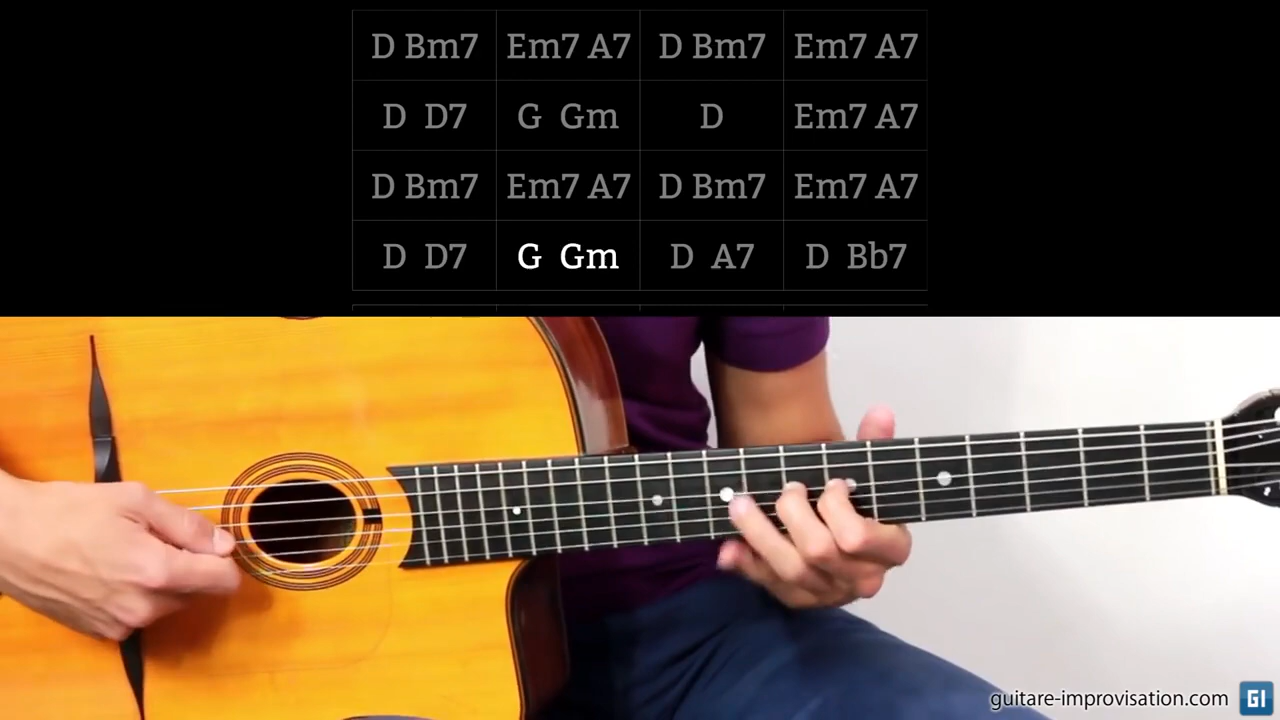 D Bm7 Em7 A7 D Bm7 Em7 A7
D D7 G Gm D Em7 A7
D Bm7 Em7 A7 D Bm7 Em7 A7
D D7 G Gm D A7 D Bb7
guitare-improvisation.com GI